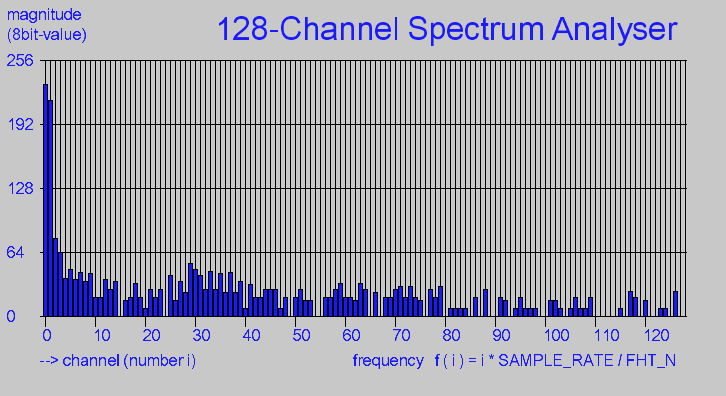 magnitude
(8bit-value)
128-Channel Spectrum Analyser
256
192
128
64
0
0 10 20 30 40 50 60 70 80 90 100 110 120
--> channel (number i)
frequency f ( i ) = i * SAMPLE_RATE / FHT_N